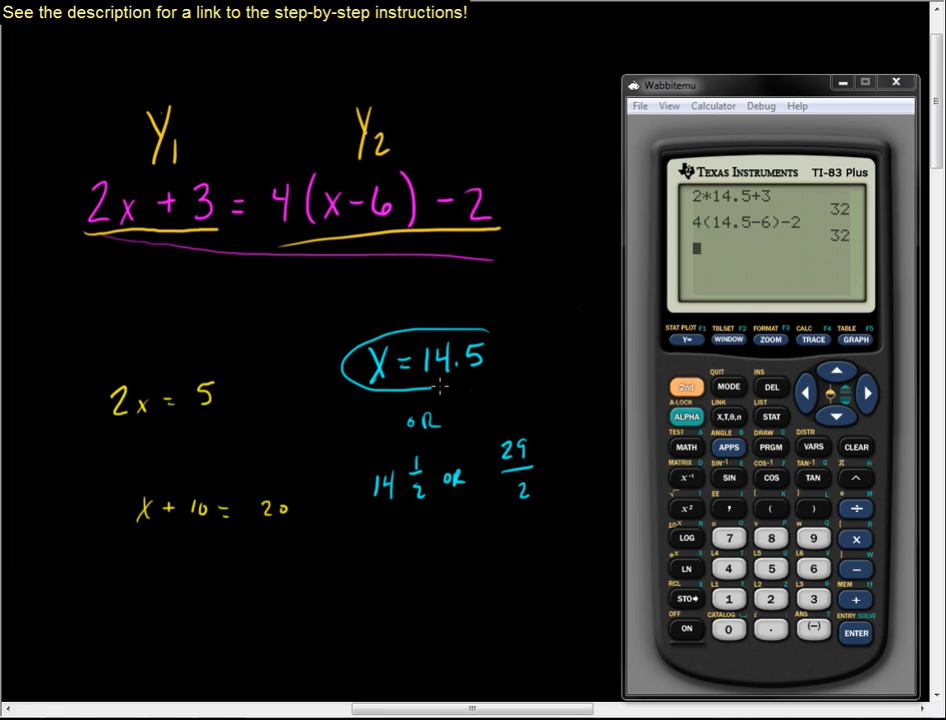 See the description for a link to the step-by-step instructions!
Y1 Y2
2x + 3 = 4(x-6) - 2
2x = 5
x + 10 = 20
x = 14.5
OR
14 1/2 OR 29/2
Wabbitemu
File View Calculator Debug Help
TEXAS INSTRUMENTS TI-83 Plus
2*14.5+3
32
4(14.5-6)-2
32
STAT PLOT F1 TBLSET F2 FORMAT F3 CALC F4 TABLE F5
Y= WINDOW ZOOM TRACE GRAPH
QUIT INS
2nd MODE DEL
A-LOCK LINK LIST
ALPHA X,T,θ,n STAT
TEST A ANGLE B DRAW C DISTR
MATH APPS PRGM VARS CLEAR
MATRIX D SIN-1 E COS-1 F TAN-1 G π H
x-1 SIN COS TAN ^
√ I EE J { K } L e M
x2 , ( ) ÷
10x N u O v P w Q [ R
LOG 7 8 9 ×
ex S L4 T L5 U L6 V ] W
LN 4 5 6 −
RCL X L1 Y L2 Z L3 θ MEM "
STO→ 1 2 3 +
OFF CATALOG i : ANS ? ENTRY SOLVE
ON 0 . (−) ENTER